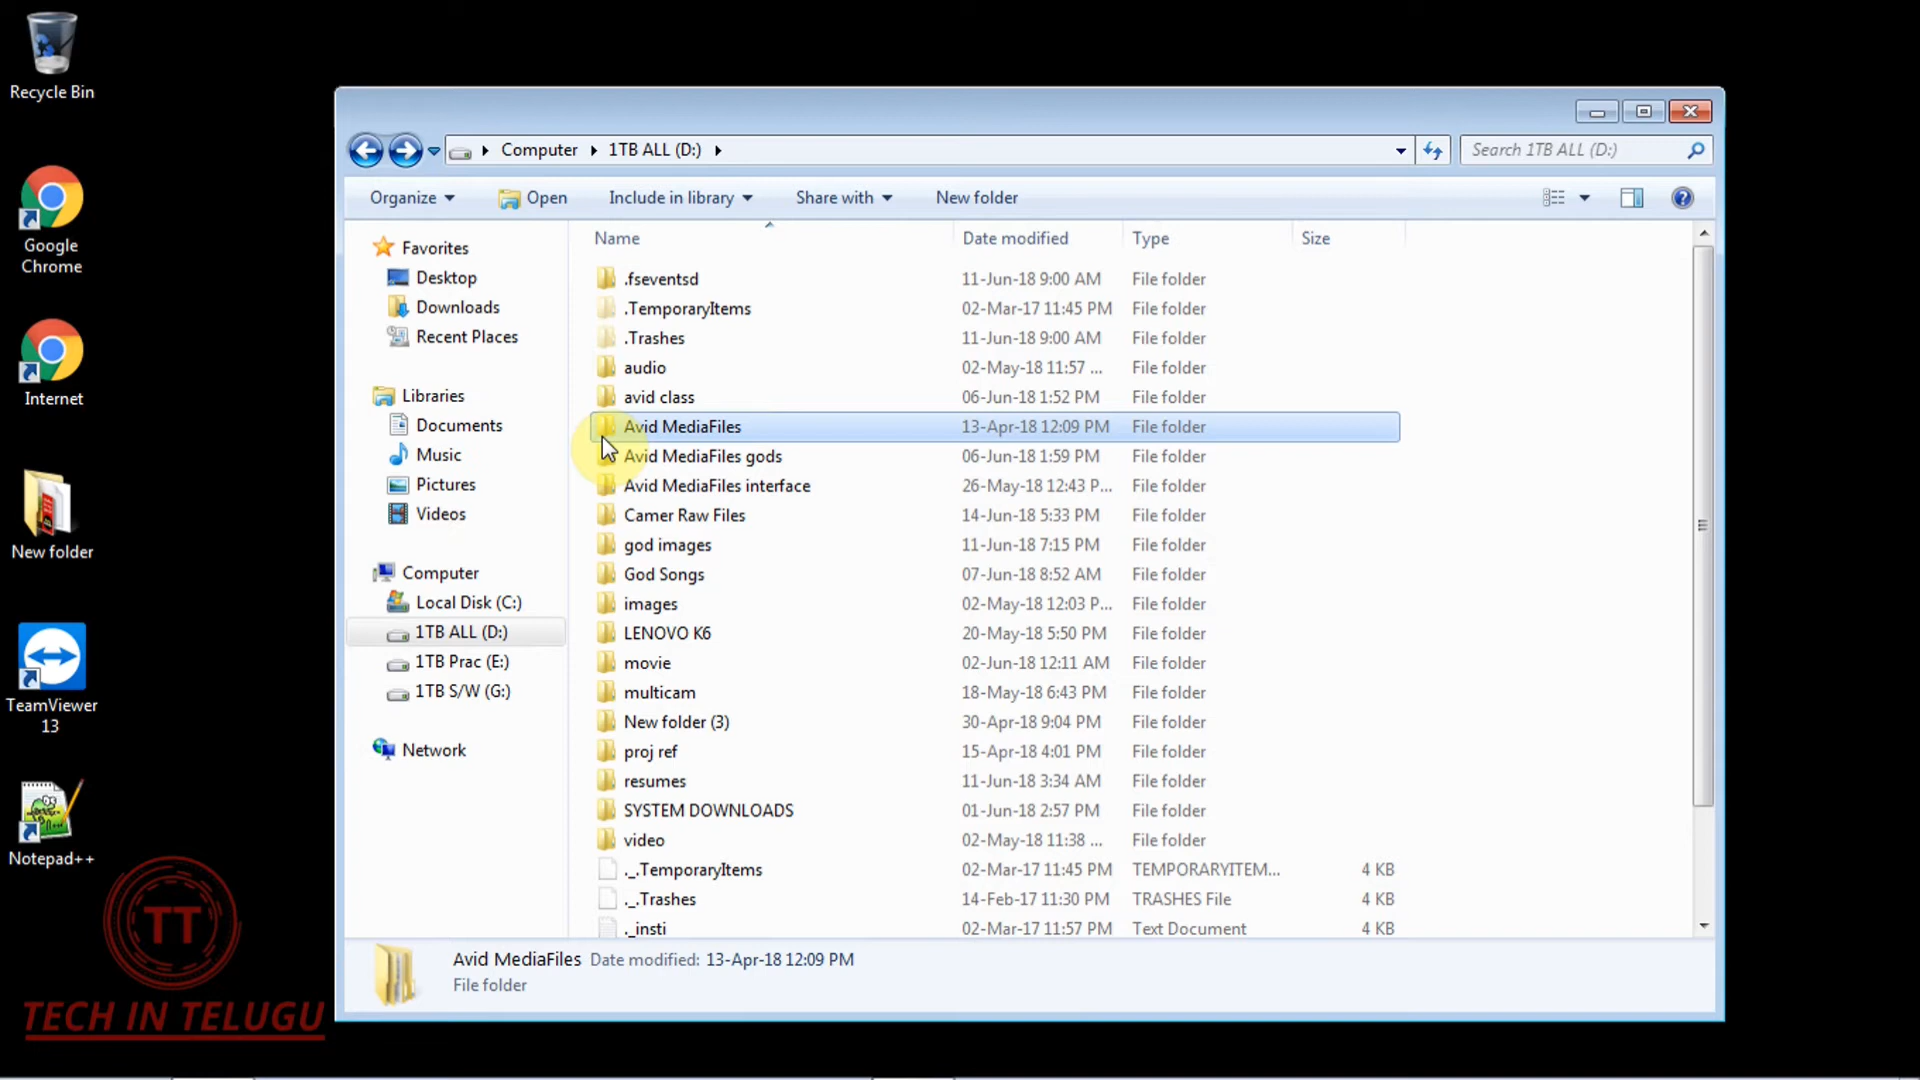 Recycle Bin
Google
Chrome
Internet
New folder
TeamViewer
13
Notepad++
TT
TECH IN TELUGU
Computer 1TB ALL (D:)
Search 1TB ALL (D:)
Organize Open Include in library Share with New folder
Favorites
Desktop
Downloads
Recent Places
Libraries
Documents
Music
Pictures
Videos
Computer
Local Disk (C:)
1TB ALL (D:)
1TB Prac (E:)
1TB S/W (G:)
Network
Name Date modified Type Size
.fseventsd 11-Jun-18 9:00 AM File folder
.TemporaryItems 02-Mar-17 11:45 PM File folder
.Trashes 11-Jun-18 9:00 AM File folder
audio 02-May-18 11:57 ... File folder
avid class 06-Jun-18 1:52 PM File folder
Avid MediaFiles 13-Apr-18 12:09 PM File folder
Avid MediaFiles gods 06-Jun-18 1:59 PM File folder
Avid MediaFiles interface 26-May-18 12:43 P... File folder
Camer Raw Files 14-Jun-18 5:33 PM File folder
god images 11-Jun-18 7:15 PM File folder
God Songs 07-Jun-18 8:52 AM File folder
images 02-May-18 12:03 P... File folder
LENOVO K6 20-May-18 5:50 PM File folder
movie 02-Jun-18 12:11 AM File folder
multicam 18-May-18 6:43 PM File folder
New folder (3) 30-Apr-18 9:04 PM File folder
proj ref 15-Apr-18 4:01 PM File folder
resumes 11-Jun-18 3:34 AM File folder
SYSTEM DOWNLOADS 01-Jun-18 2:57 PM File folder
video 02-May-18 11:38 ... File folder
._.TemporaryItems 02-Mar-17 11:45 PM TEMPORARYITEM... 4 KB
._.Trashes 14-Feb-17 11:30 PM TRASHES File 4 KB
._insti 02-Mar-17 11:57 PM Text Document 4 KB
Avid MediaFiles Date modified: 13-Apr-18 12:09 PM
File folder